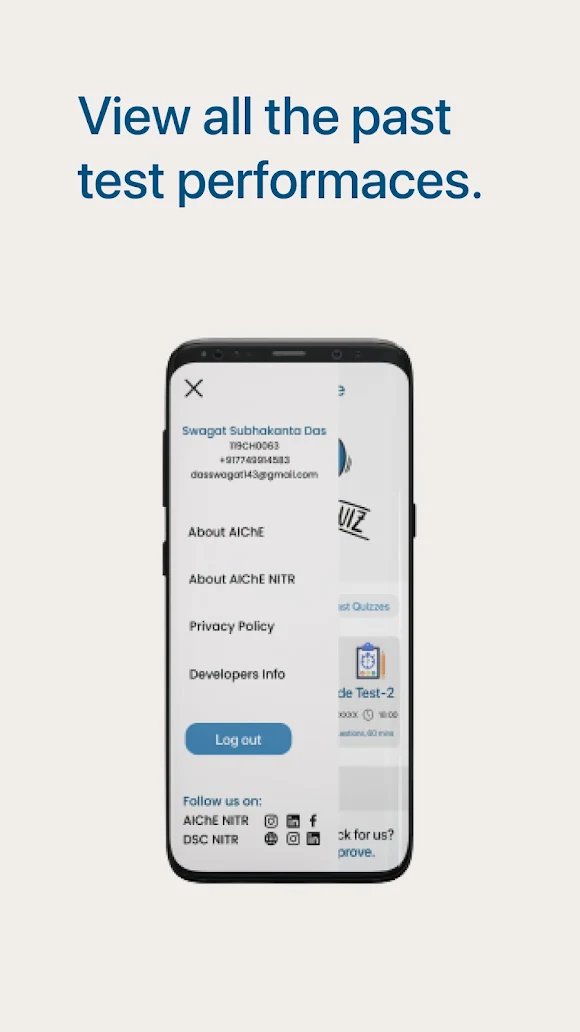 View all the past
test performaces.
e
Swagat Subhakanta Das
119CH0063
+917749914583
dasswagat143@gmail.com
UIZ
About AIChE
About AIChE NITR
ast Quizzes
Privacy Policy
Developers Info
de Test-2
XXXX 18:00
estions, 60 mins
Log out
Follow us on:
AIChE NITR
DSC NITR
ck for us?
prove.